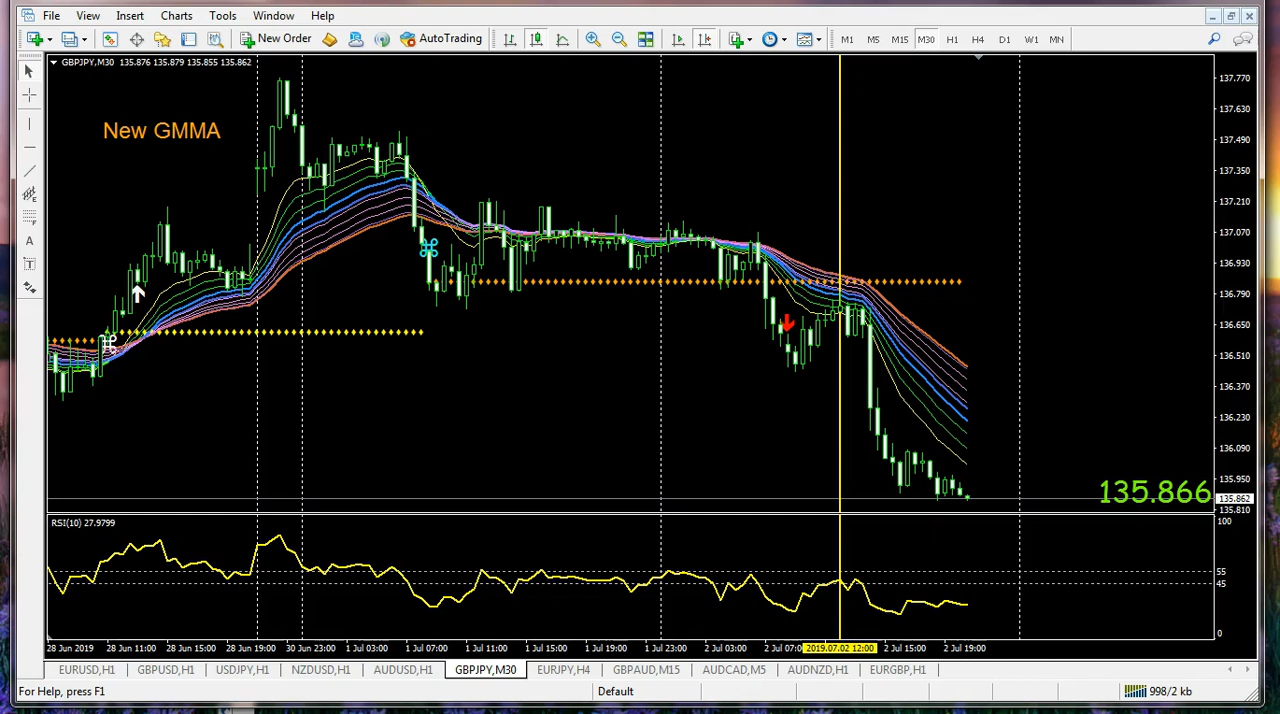 File View Insert Charts Tools Window Help
New Order AutoTrading M1 M5 M15 M30 H1 H4 D1 W1 MN
GBPJPY,M30 135.876 135.879 135.855 135.862
New GMMA
137.770
137.630
137.490
137.350
137.210
137.070
136.930
136.790
136.650
136.510
136.370
136.230
136.090
135.950
135.866
135.862
135.810
RSI(10) 27.9799
100
55
45
0
28 Jun 2019 28 Jun 11:00 28 Jun 15:00 28 Jun 19:00 30 Jun 23:00 1 Jul 03:00 1 Jul 07:00 1 Jul 11:00 1 Jul 15:00 1 Jul 19:00 1 Jul 23:00 2 Jul 03:00 2 Jul 07:0 2019.07.02 12:00 2 Jul 15:00 2 Jul 19:00
EURUSD,H1 GBPUSD,H1 USDJPY,H1 NZDUSD,H1 AUDUSD,H1 GBPJPY,M30 EURJPY,H4 GBPAUD,M15 AUDCAD,M5 AUDNZD,H1 EURGBP,H1
For Help, press F1 Default 998/2 kb